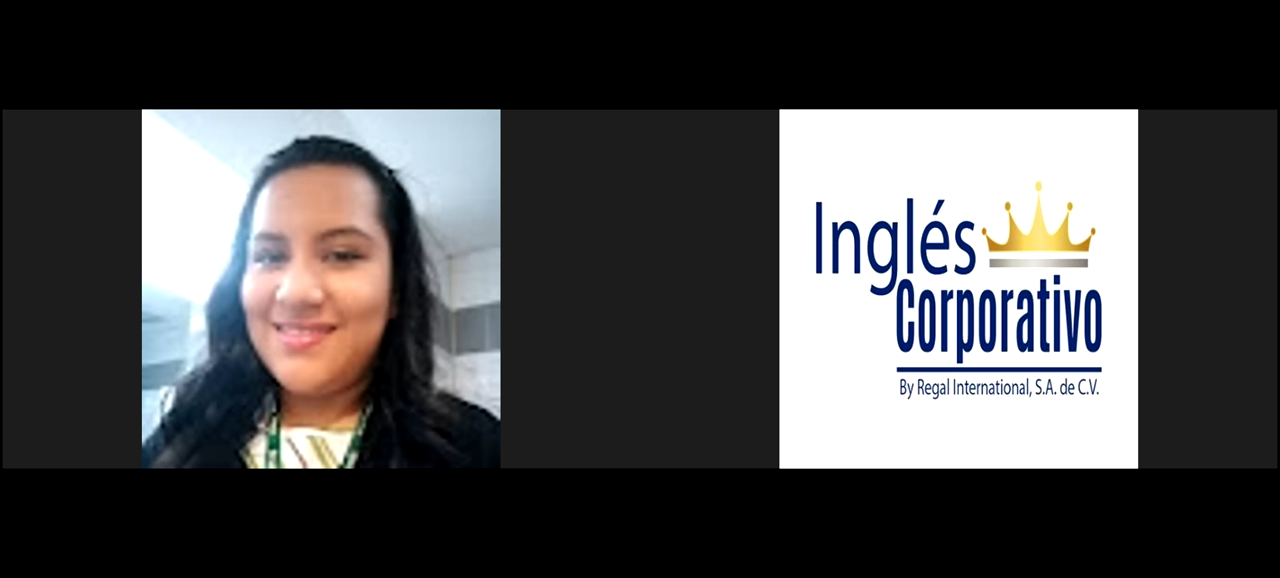 Inglés
Corporativo
By Regal International, S.A. de C.V.